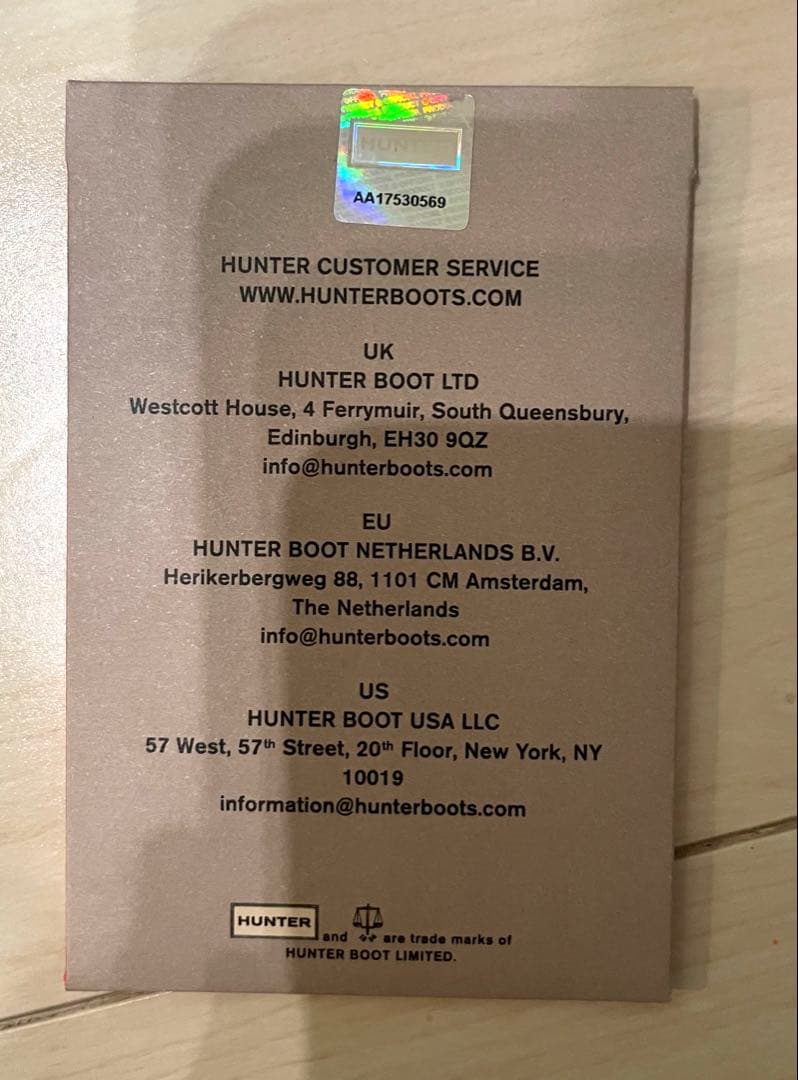 HUNTER
AA17530569
HUNTER CUSTOMER SERVICE
WWW.HUNTERBOOTS.COM
UK
HUNTER BOOT LTD
Westcott House, 4 Ferrymuir, South Queensbury,
Edinburgh, EH30 9QZ
info@hunterboots.com
EU
HUNTER BOOT NETHERLANDS B.V.
Herikerbergweg 88, 1101 CM Amsterdam,
The Netherlands
info@hunterboots.com
US
HUNTER BOOT USA LLC
57 West, 57th Street, 20th Floor, New York, NY
10019
information@hunterboots.com
HUNTER and are trade marks of
HUNTER BOOT LIMITED.